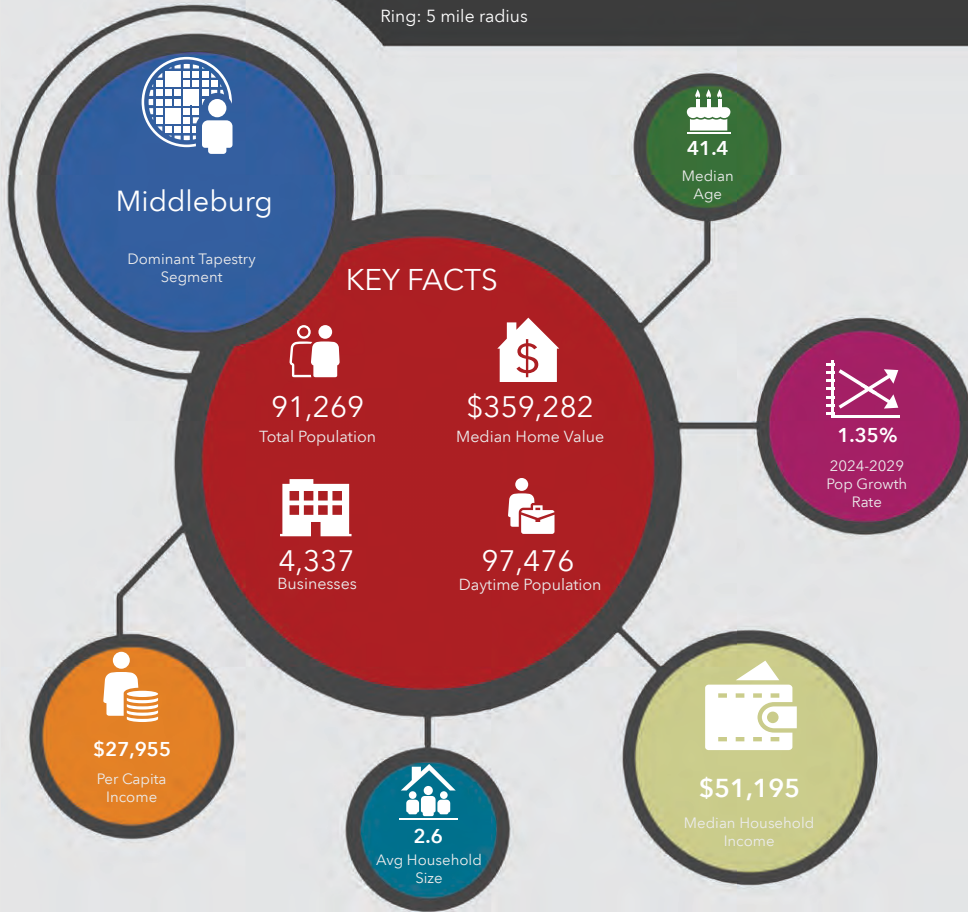 Ring: 5 mile radius
Middleburg
Dominant Tapestry
Segment
KEY FACTS
91,269
Total Population
$359,282
Median Home Value
$
4,337
Businesses
97,476
Daytime Population
41.4
Median
Age
1.35%
2024-2029
Pop Growth
Rate
$27,955
Per Capita
Income
2.6
Avg Household
Size
$51,195
Median Household
Income